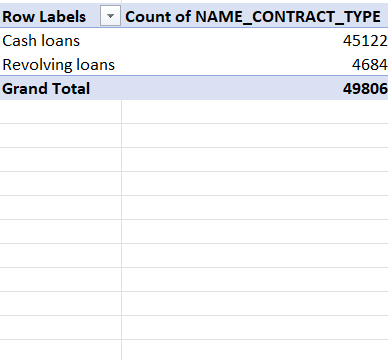 Row Labels Count of NAME_CONTRACT_TYPE
Cash loans 45122
Revolving loans 4684
Grand Total 49806